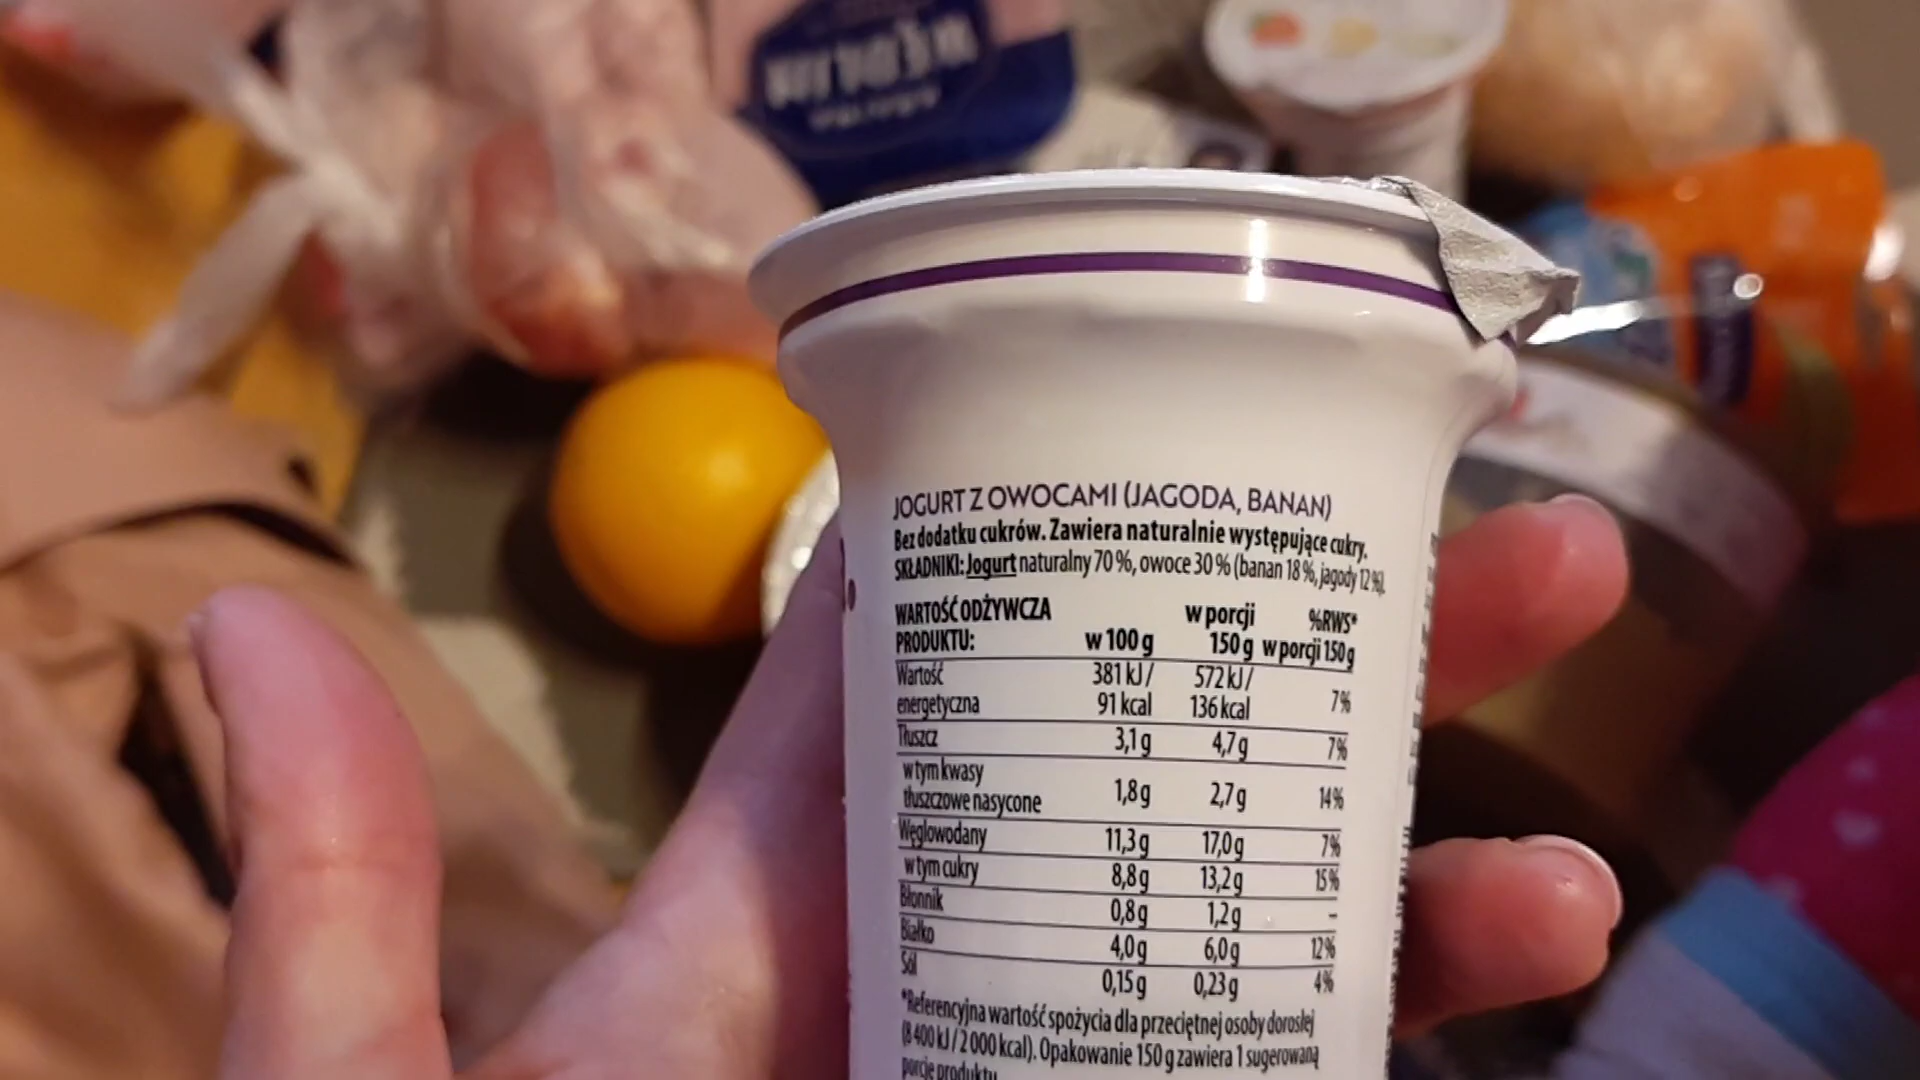 JOGURT Z OWOCAMI (JAGODA, BANAN)
Bez dodatku cukrów. Zawiera naturalnie występujące cukry.
SKŁADNIKI: Jogurt naturalny 70 %, owoce 30 % (banan 18 %, jagody 12 %).
WARTOŚĆ ODŻYWCZA w porcji %RWS*
PRODUKTU: w 100 g 150 g w porcji 150 g
Wartość 381 kJ/ 572 kJ/
energetyczna 91 kcal 136 kcal 7%
Tłuszcz 3,1 g 4,7 g 7%
w tym kwasy
tłuszczowe nasycone 1,8 g 2,7 g 14%
Węglowodany 11,3 g 17,0 g 7%
w tym cukry 8,8 g 13,2 g 15%
Błonnik 0,8 g 1,2 g -
Białko 4,0 g 6,0 g 12%
Sól 0,15 g 0,23 g 4%
*Referencyjna wartość spożycia dla przeciętnej osoby dorosłej
(8 400 kJ / 2 000 kcal). Opakowanie 150 g zawiera 1 sugerowaną
porcję produktu.